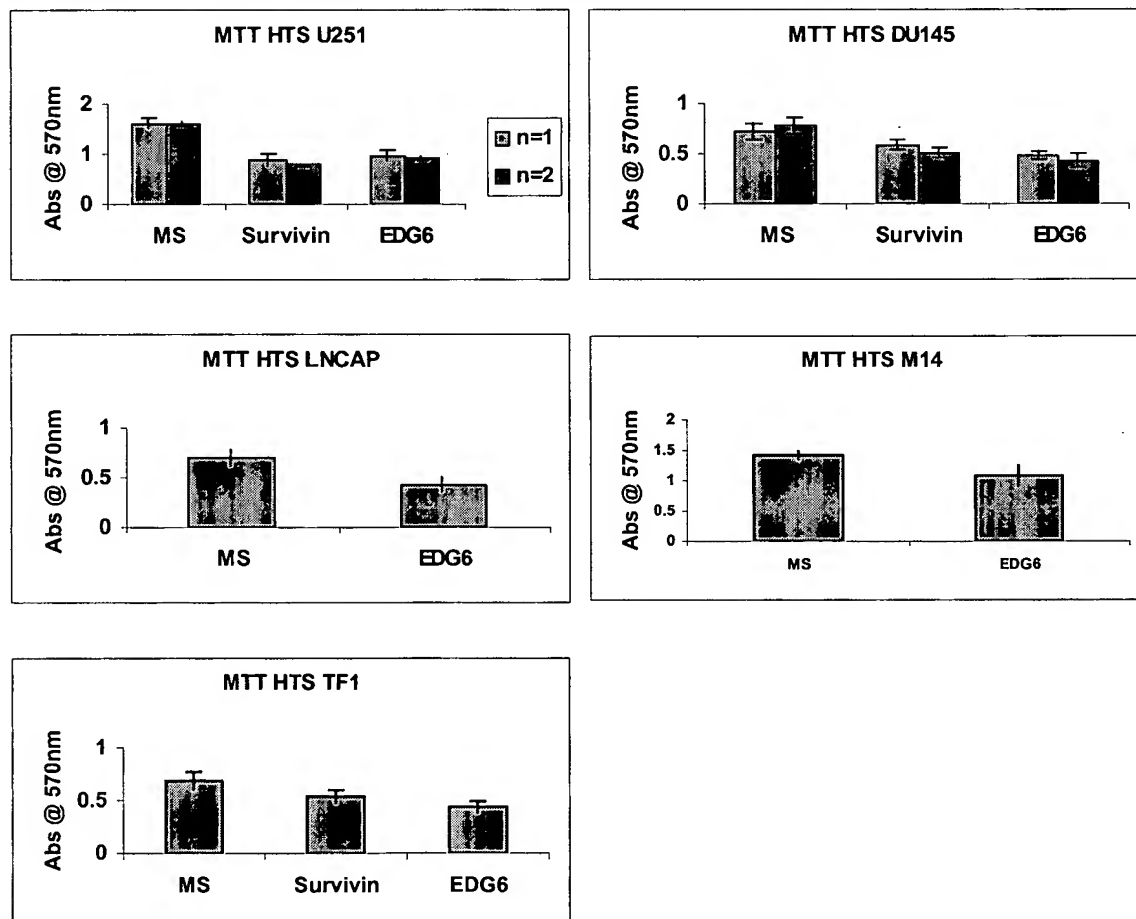 MTT HTS U251
Abs @ 570nm
2
1
0
MS Survivin EDG6
n=1
n=2
MTT HTS DU145
Abs @ 570nm
1
0.5
0
MS Survivin EDG6
MTT HTS LNCAP
Abs @ 570nm
1
0.5
0
MS EDG6
MTT HTS M14
Abs @ 570nm
2
1.5
1
0.5
0
MS EDG6
MTT HTS TF1
Abs @ 570nm
1
0.5
0
MS Survivin EDG6